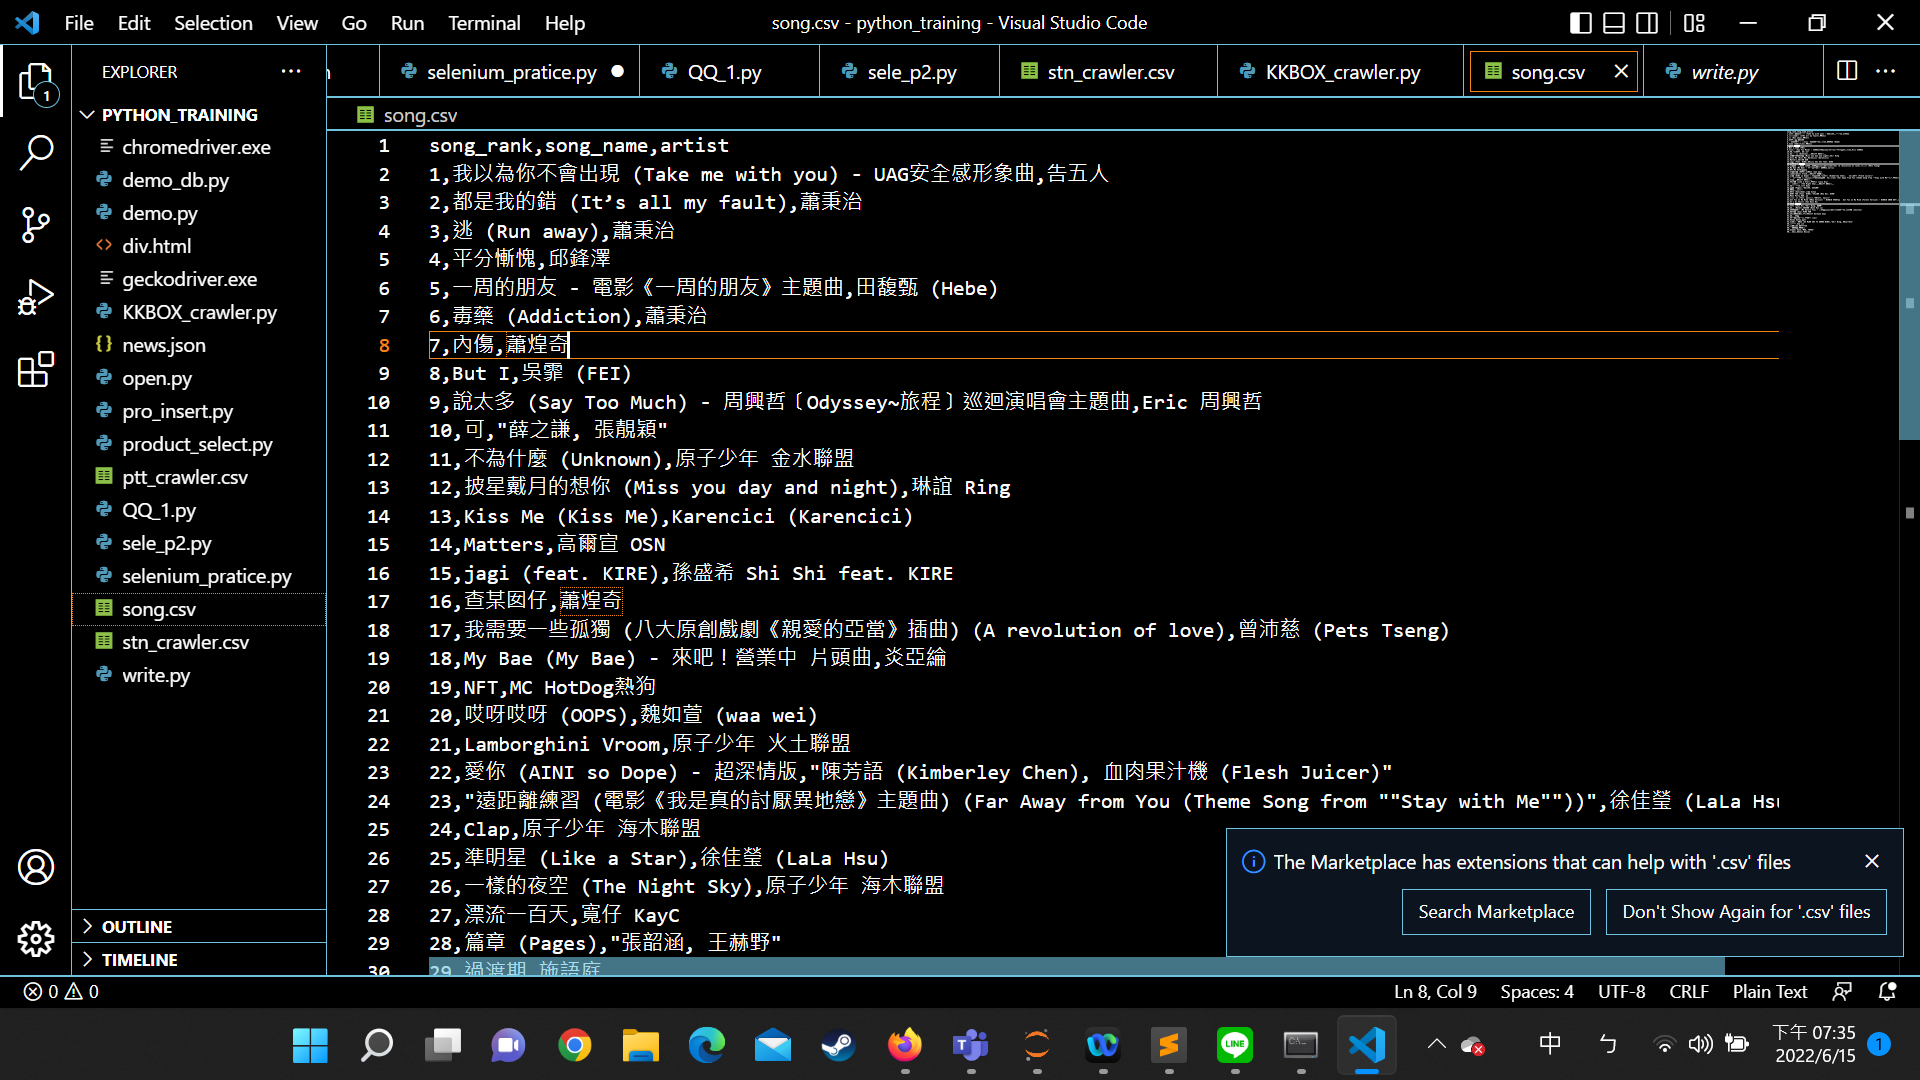 File Edit Selection View Go Run Terminal Help
song.csv - python_training - Visual Studio Code
EXPLORER
selenium_pratice.py
QQ_1.py
sele_p2.py
stn_crawler.csv
KKBOX_crawler.py
song.csv
write.py
1
PYTHON_TRAINING
chromedriver.exe
demo_db.py
demo.py
div.html
geckodriver.exe
KKBOX_crawler.py
news.json
open.py
pro_insert.py
product_select.py
ptt_crawler.csv
QQ_1.py
sele_p2.py
selenium_pratice.py
song.csv
stn_crawler.csv
write.py
OUTLINE
TIMELINE
song.csv
1 song_rank,song_name,artist
2 1,我以為你不會出現 (Take me with you) - UAG安全感形象曲,告五人
3 2,都是我的錯 (It’s all my fault),蕭秉治
4 3,逃 (Run away),蕭秉治
5 4,平分慚愧,邱鋒澤
6 5,一周的朋友 - 電影《一周的朋友》主題曲,田馥甄 (Hebe)
7 6,毒藥 (Addiction),蕭秉治
8 7,內傷,蕭煌奇
9 8,But I,吳霏 (FEI)
10 9,說太多 (Say Too Much) - 周興哲〔Odyssey~旅程〕巡迴演唱會主題曲,Eric 周興哲
11 10,可,"薛之謙, 張靚穎"
12 11,不為什麼 (Unknown),原子少年 金水聯盟
13 12,披星戴月的想你 (Miss you day and night),琳誼 Ring
14 13,Kiss Me (Kiss Me),Karencici (Karencici)
15 14,Matters,高爾宣 OSN
16 15,jagi (feat. KIRE),孫盛希 Shi Shi feat. KIRE
17 16,查某囡仔,蕭煌奇
18 17,我需要一些孤獨 (八大原創戲劇《親愛的亞當》插曲) (A revolution of love),曾沛慈 (Pets Tseng)
19 18,My Bae (My Bae) - 來吧！營業中 片頭曲,炎亞綸
20 19,NFT,MC HotDog熱狗
21 20,哎呀哎呀 (OOPS),魏如萱 (waa wei)
22 21,Lamborghini Vroom,原子少年 火土聯盟
23 22,愛你 (AINI so Dope) - 超深情版,"陳芳語 (Kimberley Chen), 血肉果汁機 (Flesh Juicer)"
24 23,"遠距離練習 (電影《我是真的討厭異地戀》主題曲) (Far Away from You (Theme Song from ""Stay with Me""))",徐佳瑩 (LaLa Hsu
25 24,Clap,原子少年 海木聯盟
26 25,準明星 (Like a Star),徐佳瑩 (LaLa Hsu)
27 26,一樣的夜空 (The Night Sky),原子少年 海木聯盟
28 27,漂流一百天,寬仔 KayC
29 28,篇章 (Pages),"張韶涵, 王赫野"
30 29,過渡期,施語庭
The Marketplace has extensions that can help with '.csv' files
Search Marketplace
Don't Show Again for '.csv' files
0 0
Ln 8, Col 9 Spaces: 4 UTF-8 CRLF Plain Text
LINE
中 ㄅ
下午 07:35
2022/6/15
1